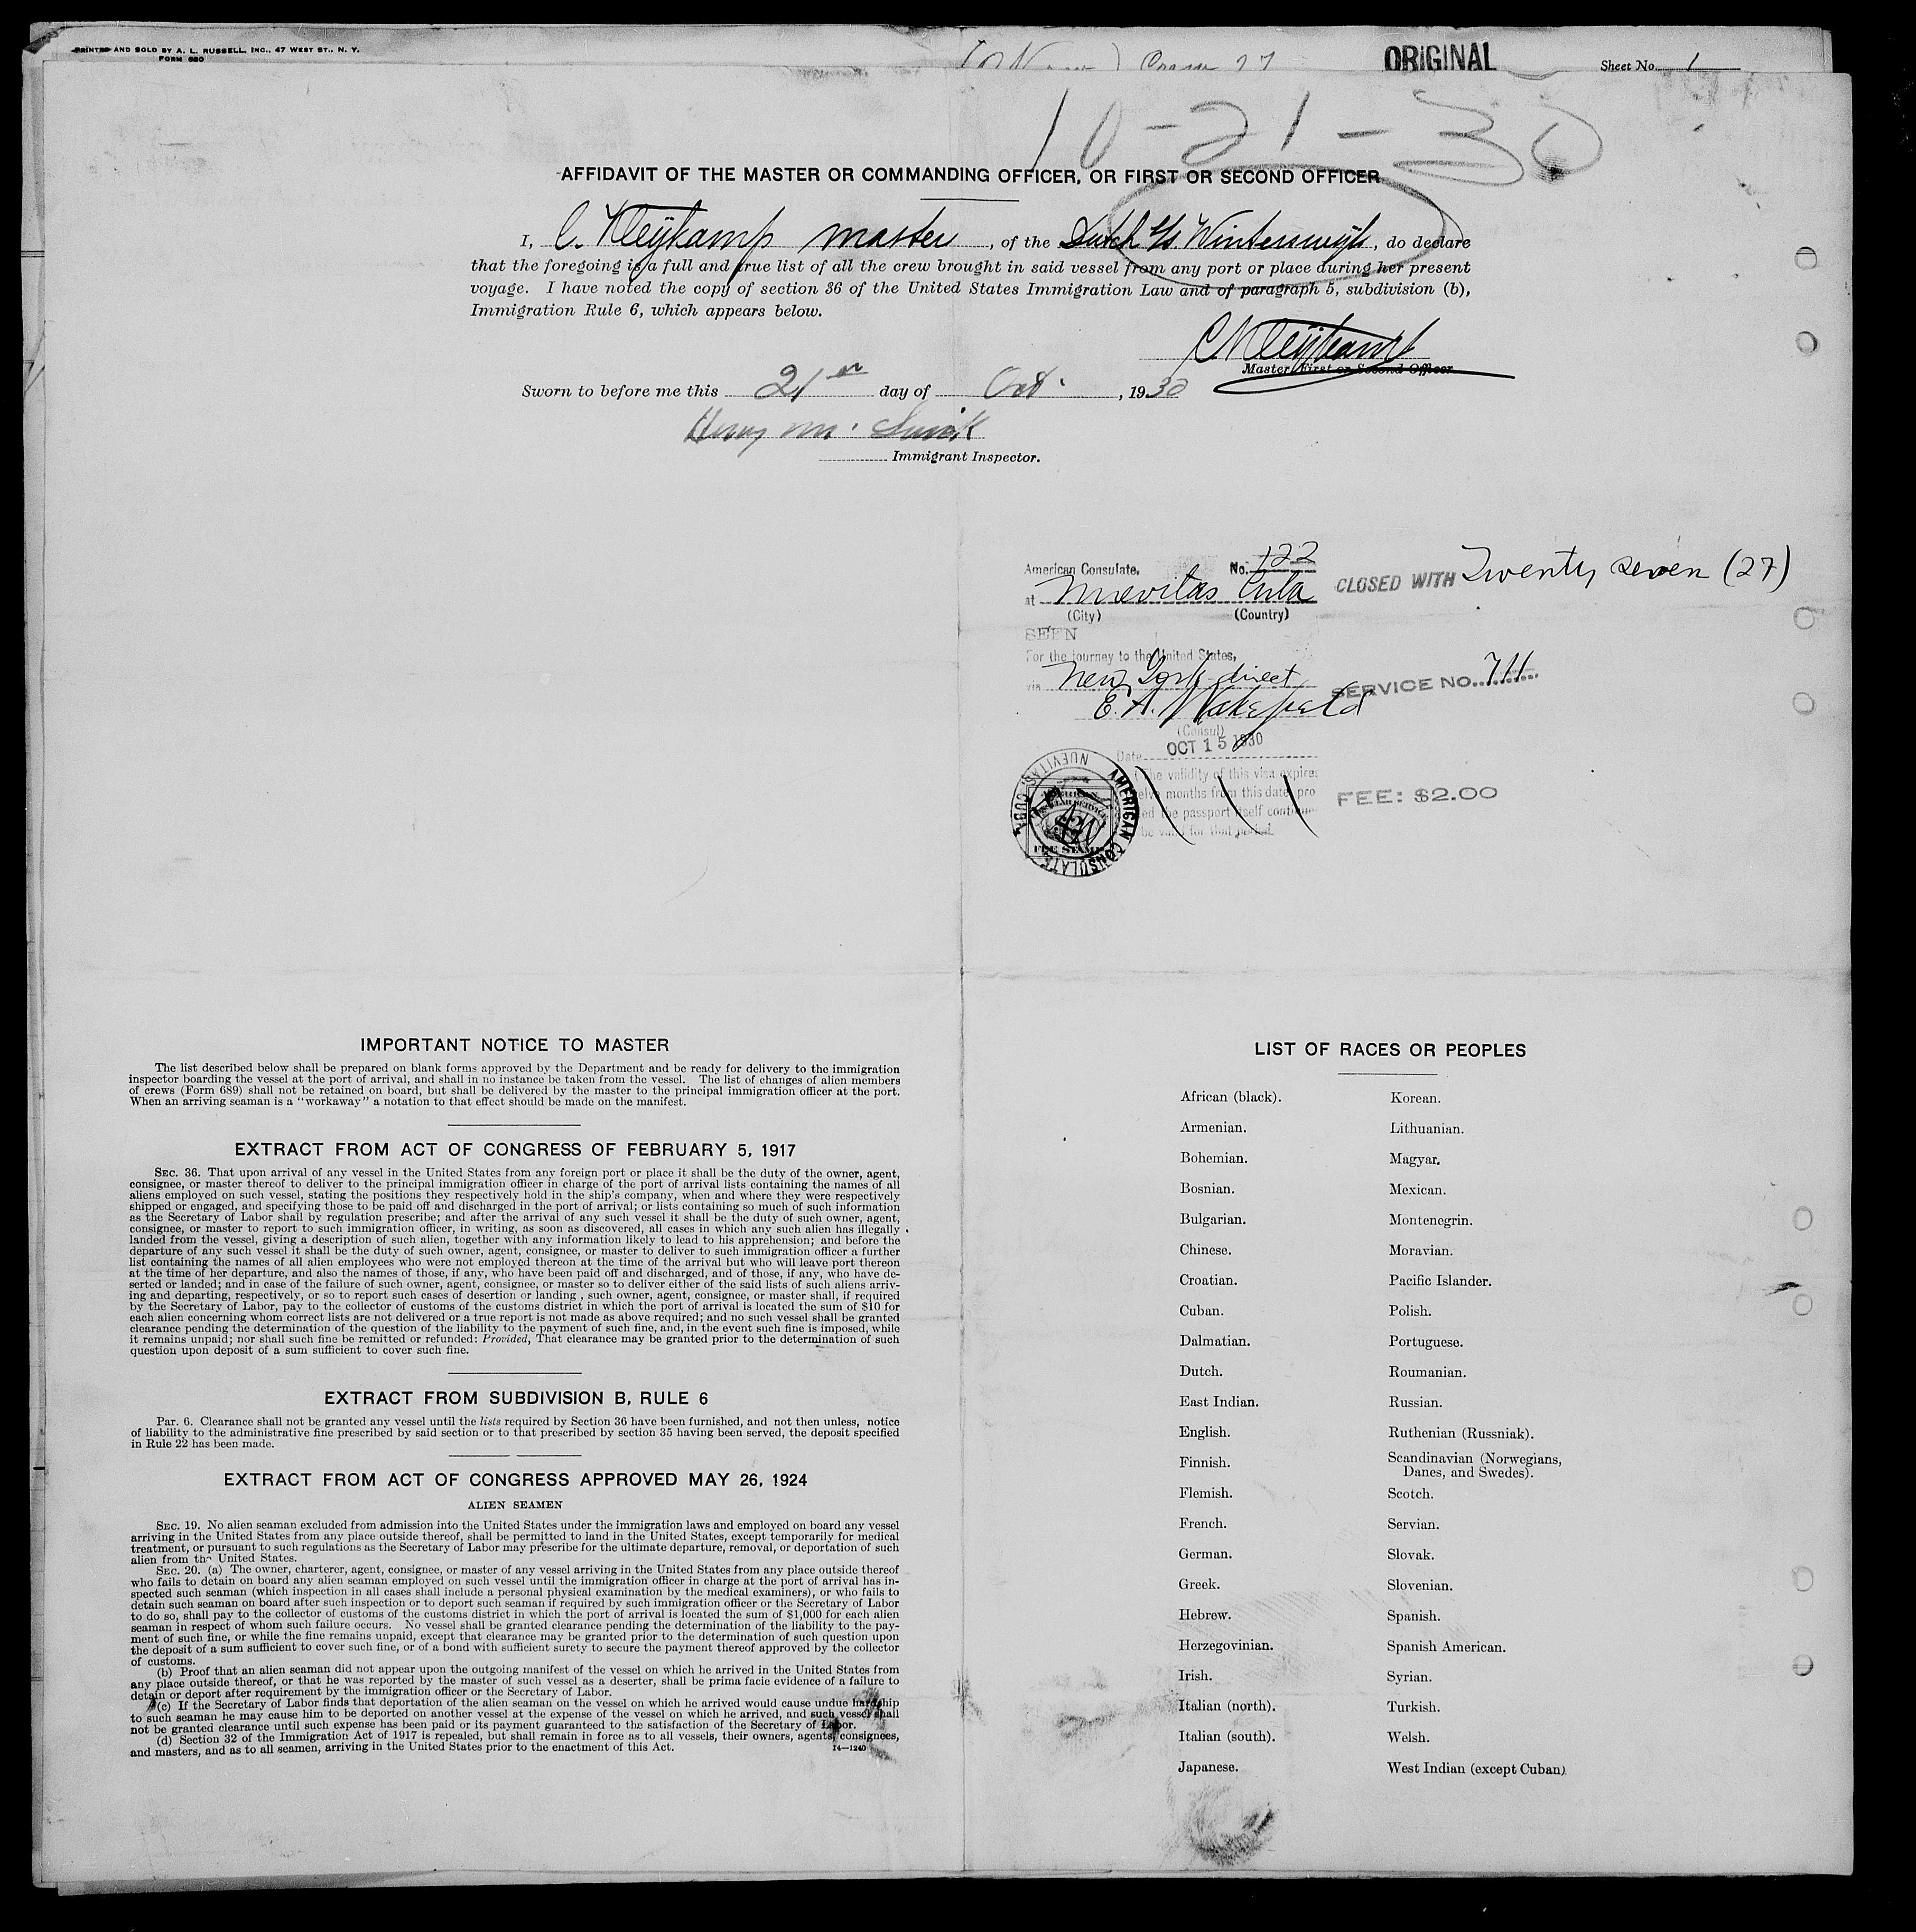 PRINTED AND SOLD BY A. L. RUSSELL, INC., 47 WEST ST., N. Y.
FORM 680
ORIGINAL
Sheet No. 1
10-21-30
AFFIDAVIT OF THE MASTER OR COMMANDING OFFICER, OR FIRST OR SECOND OFFICER
I, C. Kleijkamp master, of the Dutch s/s. Winterswijk, do declare
that the foregoing is a full and true list of all the crew brought in said vessel from any port or place during her present
voyage. I have noted the copy of section 36 of the United States Immigration Law and of paragraph 5, subdivision (b),
Immigration Rule 6, which appears below.
CKleijkamp
Master, First or Second Officer
Sworn to before me this 21 day of Oct., 1930
Immigrant Inspector.
American Consulate, No. 122
at Nuevitas Cuba
(City) (Country)
CLOSED WITH Twenty seven (27)
SEEN
For the journey to the United States,
via New York direct
SERVICE NO. 711
E. A. Wakefield
(Consul)
Date OCT 15 1930
(The validity of this visa expires
twelve months from this date, pro
the passport itself continue
be valid for that period.
FEE: $2.00
AMERICAN CONSULATE
NUEVITAS, CUBA
FEE STAMP
IMPORTANT NOTICE TO MASTER
The list described below shall be prepared on blank forms approved by the Department and be ready for delivery to the immigration
inspector boarding the vessel at the port of arrival, and shall in no instance be taken from the vessel. The list of changes of alien members
of crews (Form 689) shall not be retained on board, but shall be delivered by the master to the principal immigration officer at the port.
When an arriving seaman is a "workaway" a notation to that effect should be made on the manifest.
EXTRACT FROM ACT OF CONGRESS OF FEBRUARY 5, 1917
SEC. 36. That upon arrival of any vessel in the United States from any foreign port or place it shall be the duty of the owner, agent,
consignee, or master thereof to deliver to the principal immigration officer in charge of the port of arrival lists containing the names of all
aliens employed on such vessel, stating the positions they respectively hold in the ship's company, when and where they were respectively
shipped or engaged, and specifying those to be paid off and discharged in the port of arrival; or lists containing so much of such information
as the Secretary of Labor shall by regulation prescribe; and after the arrival of any such vessel it shall be the duty of such owner, agent,
consignee, or master to report to such immigration officer, in writing, as soon as discovered, all cases in which any such alien has illegally
landed from the vessel, giving a description of such alien, together with any information likely to lead to his apprehension; and before the
departure of any such vessel it shall be the duty of such owner, agent, consignee, or master to deliver to such immigration officer a further
list containing the names of all alien employees who were not employed thereon at the time of the arrival but who will leave port thereon
at the time of her departure, and also the names of those, if any, who have been paid off and discharged, and of those, if any, who have de-
serted or landed; and in case of the failure of such owner, agent, consignee, or master so to deliver either of the said lists of such aliens arriv-
ing and departing, respectively, or so to report such cases of desertion or landing , such owner, agent, consignee, or master shall, if required
by the Secretary of Labor, pay to the collector of customs of the customs district in which the port of arrival is located the sum of $10 for
each alien concerning whom correct lists are not delivered or a true report is not made as above required; and no such vessel shall be granted
clearance pending the determination of the question of the liability to the payment of such fine, and, in the event such fine is imposed, while
it remains unpaid; nor shall such fine be remitted or refunded: Provided, That clearance may be granted prior to the determination of such
question upon deposit of a sum sufficient to cover such fine.
EXTRACT FROM SUBDIVISION B, RULE 6
Par. 6. Clearance shall not be granted any vessel until the lists required by Section 36 have been furnished, and not then unless, notice
of liability to the administrative fine prescribed by said section or to that prescribed by section 35 having been served, the deposit specified
in Rule 22 has been made.
EXTRACT FROM ACT OF CONGRESS APPROVED MAY 26, 1924
ALIEN SEAMEN
SEC. 19. No alien seaman excluded from admission into the United States under the immigration laws and employed on board any vessel
arriving in the United States from any place outside thereof, shall be permitted to land in the United States, except temporarily for medical
treatment, or pursuant to such regulations as the Secretary of Labor may prescribe for the ultimate departure, removal, or deportation of such
alien from the United States.
SEC. 20. (a) The owner, charterer, agent, consignee, or master of any vessel arriving in the United States from any place outside thereof
who fails to detain on board any alien seaman employed on such vessel until the immigration officer in charge at the port of arrival has in-
spected such seaman (which inspection in all cases shall include a personal physical examination by the medical examiners), or who fails to
detain such seaman on board after such inspection or to deport such seaman if required by such immigration officer or the Secretary of Labor
to do so, shall pay to the collector of customs of the customs district in which the port of arrival is located the sum of $1,000 for each alien
seaman in respect of whom such failure occurs. No vessel shall be granted clearance pending the determination of the liability to the pay-
ment of such fine, or while the fine remains unpaid, except that clearance may be granted prior to the determination of such question upon
the deposit of a sum sufficient to cover such fine, or of a bond with sufficient surety to secure the payment thereof approved by the collector
of customs.
(b) Proof that an alien seaman did not appear upon the outgoing manifest of the vessel on which he arrived in the United States from
any place outside thereof, or that he was reported by the master of such vessel as a deserter, shall be prima facie evidence of a failure to
detain or deport after requirement by the immigration officer or the Secretary of Labor.
(c) If the Secretary of Labor finds that deportation of the alien seaman on the vessel on which he arrived would cause undue hardship
to such seaman he may cause him to be deported on another vessel at the expense of the vessel on which he arrived, and such vessel shall
not be granted clearance until such expense has been paid or its payment guaranteed to the satisfaction of the Secretary of Labor.
(d) Section 32 of the Immigration Act of 1917 is repealed, but shall remain in force as to all vessels, their owners, agents, consignees,
and masters, and as to all seamen, arriving in the United States prior to the enactment of this Act.
14—1240
LIST OF RACES OR PEOPLES
African (black). Korean.
Armenian. Lithuanian.
Bohemian. Magyar.
Bosnian. Mexican.
Bulgarian. Montenegrin.
Chinese. Moravian.
Croatian. Pacific Islander.
Cuban. Polish.
Dalmatian. Portuguese.
Dutch. Roumanian.
East Indian. Russian.
English. Ruthenian (Russniak).
Finnish. Scandinavian (Norwegians,
Danes, and Swedes).
Flemish. Scotch.
French. Servian.
German. Slovak.
Greek. Slovenian.
Hebrew. Spanish.
Herzegovinian. Spanish American.
Irish. Syrian.
Italian (north). Turkish.
Italian (south). Welsh.
Japanese. West Indian (except Cuban)